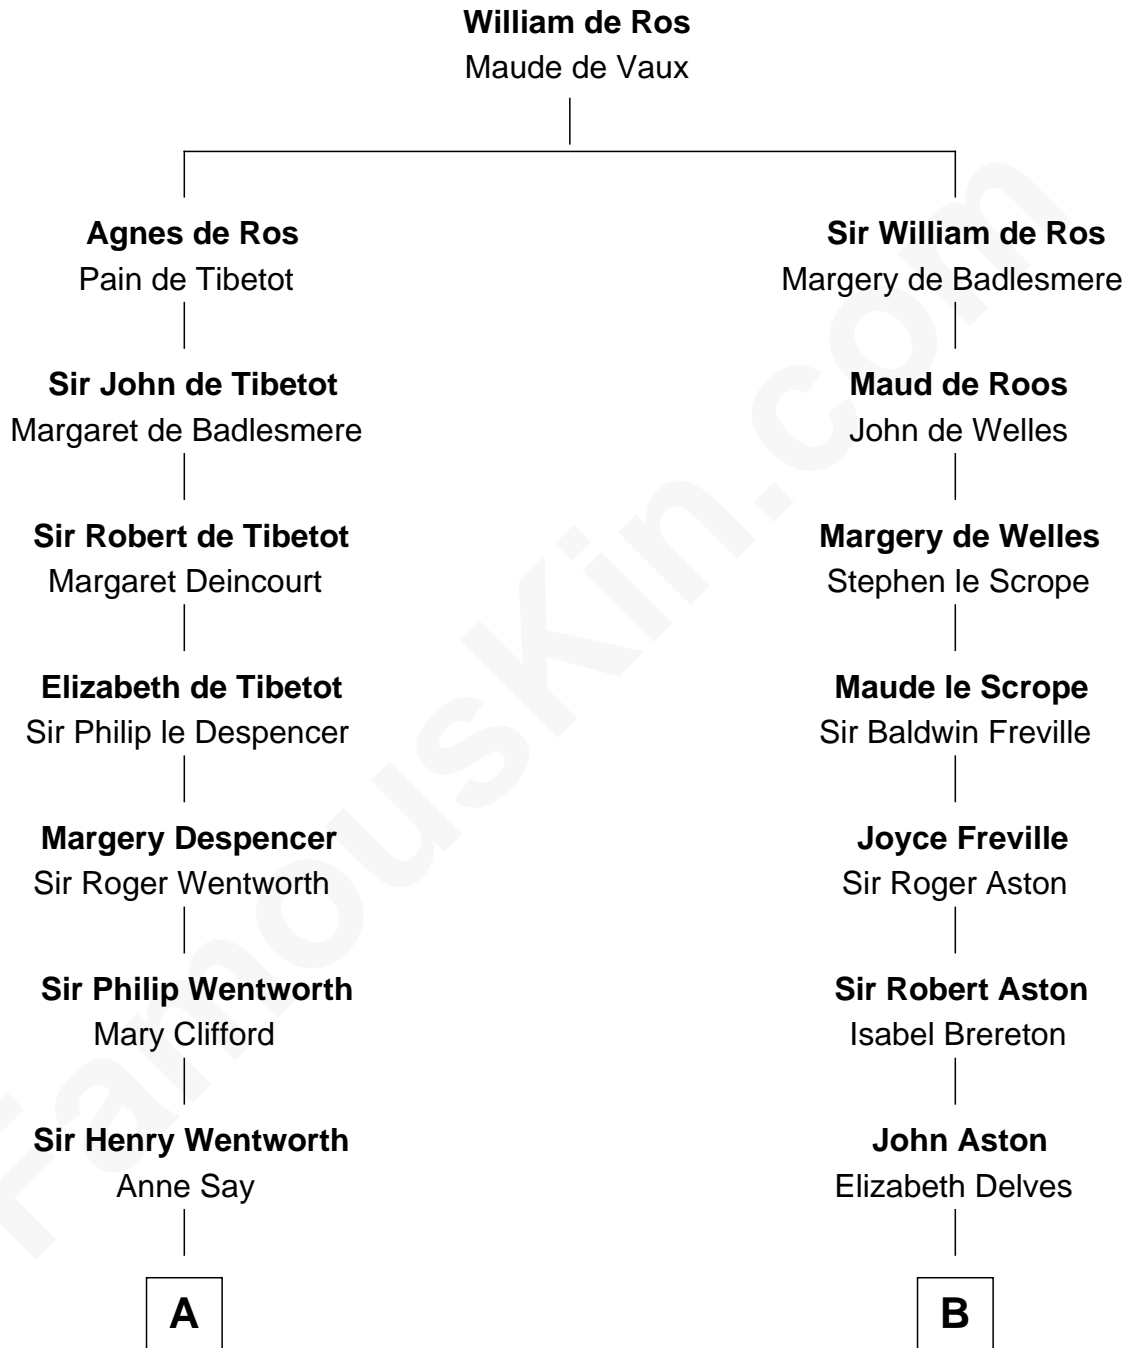 William de Ros
Maude de Vaux
Agnes de Ros
Pain de Tibetot
Sir William de Ros
Margery de Badlesmere
Sir John de Tibetot
Margaret de Badlesmere
Maud de Roos
John de Welles
Sir Robert de Tibetot
Margaret Deincourt
Margery de Welles
Stephen le Scrope
Elizabeth de Tibetot
Sir Philip le Despencer
Maude le Scrope
Sir Baldwin Freville
Margery Despencer
Sir Roger Wentworth
Joyce Freville
Sir Roger Aston
Sir Philip Wentworth
Mary Clifford
Sir Robert Aston
Isabel Brereton
Sir Henry Wentworth
Anne Say
John Aston
Elizabeth Delves
A
B
FamousKin.com